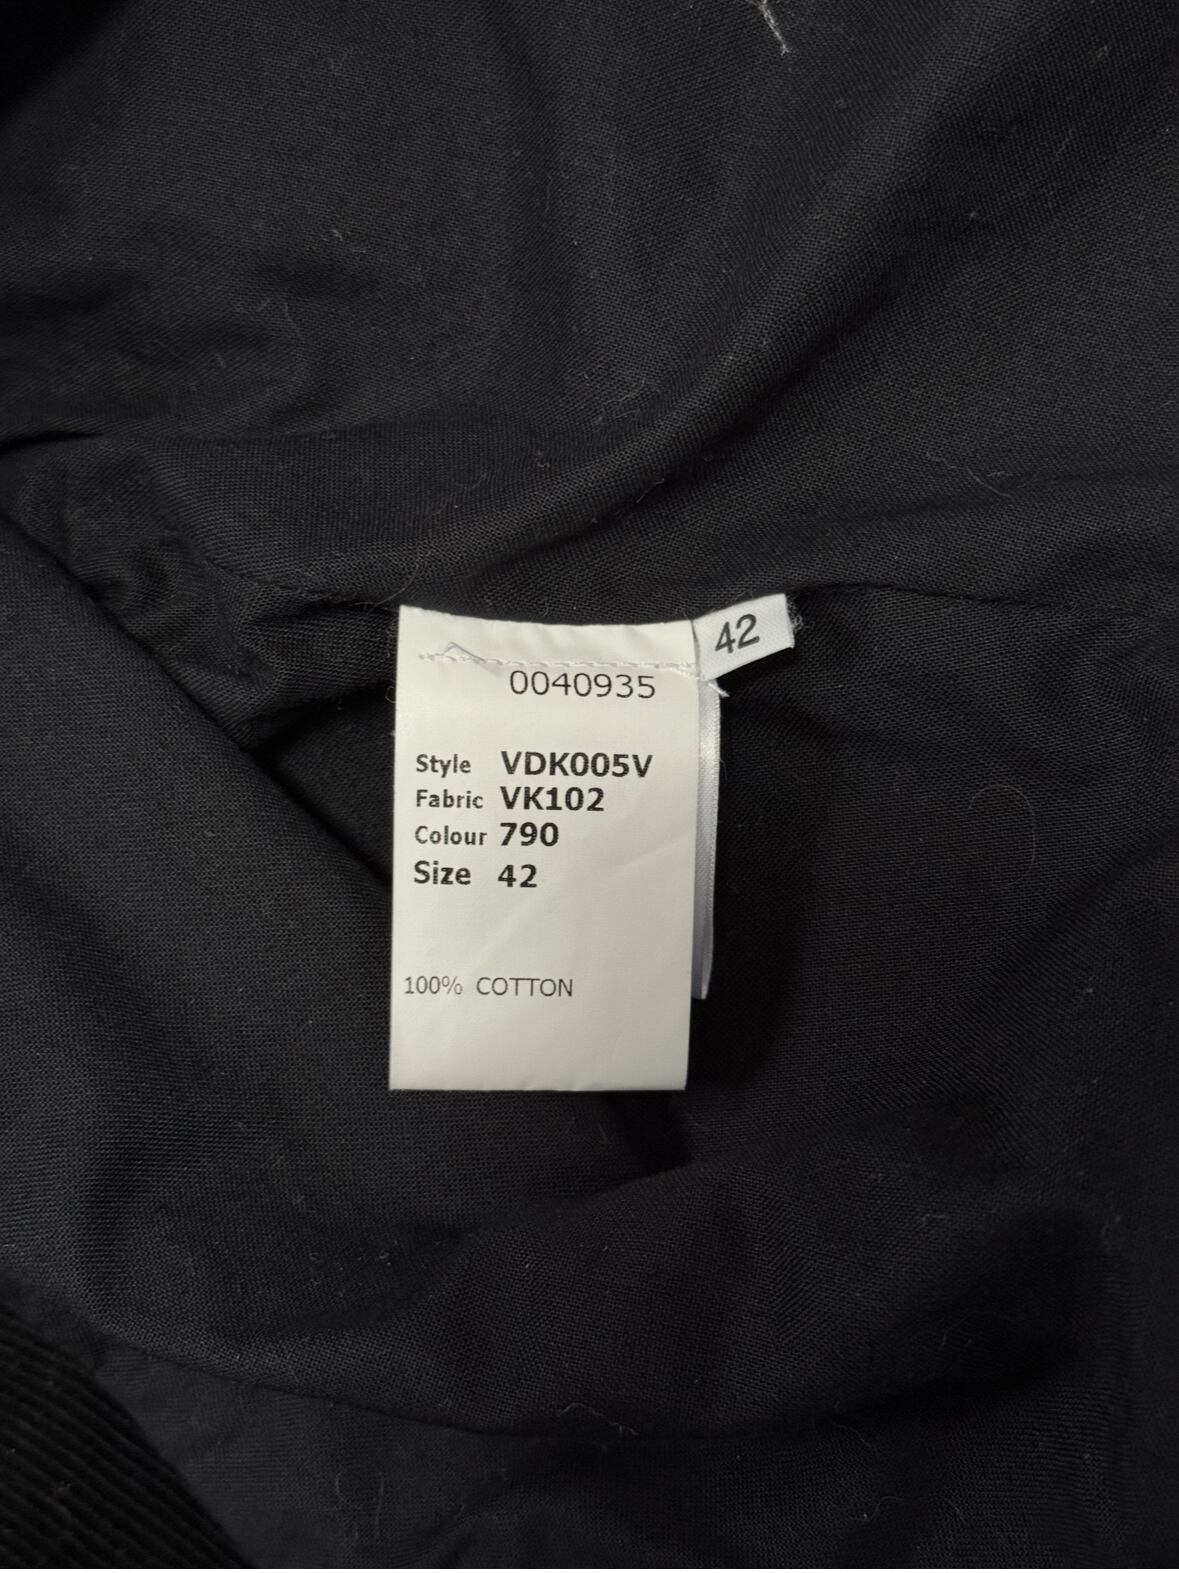 42
0040935
Style VDK005V
Fabric VK102
Colour 790
Size 42
100% COTTON